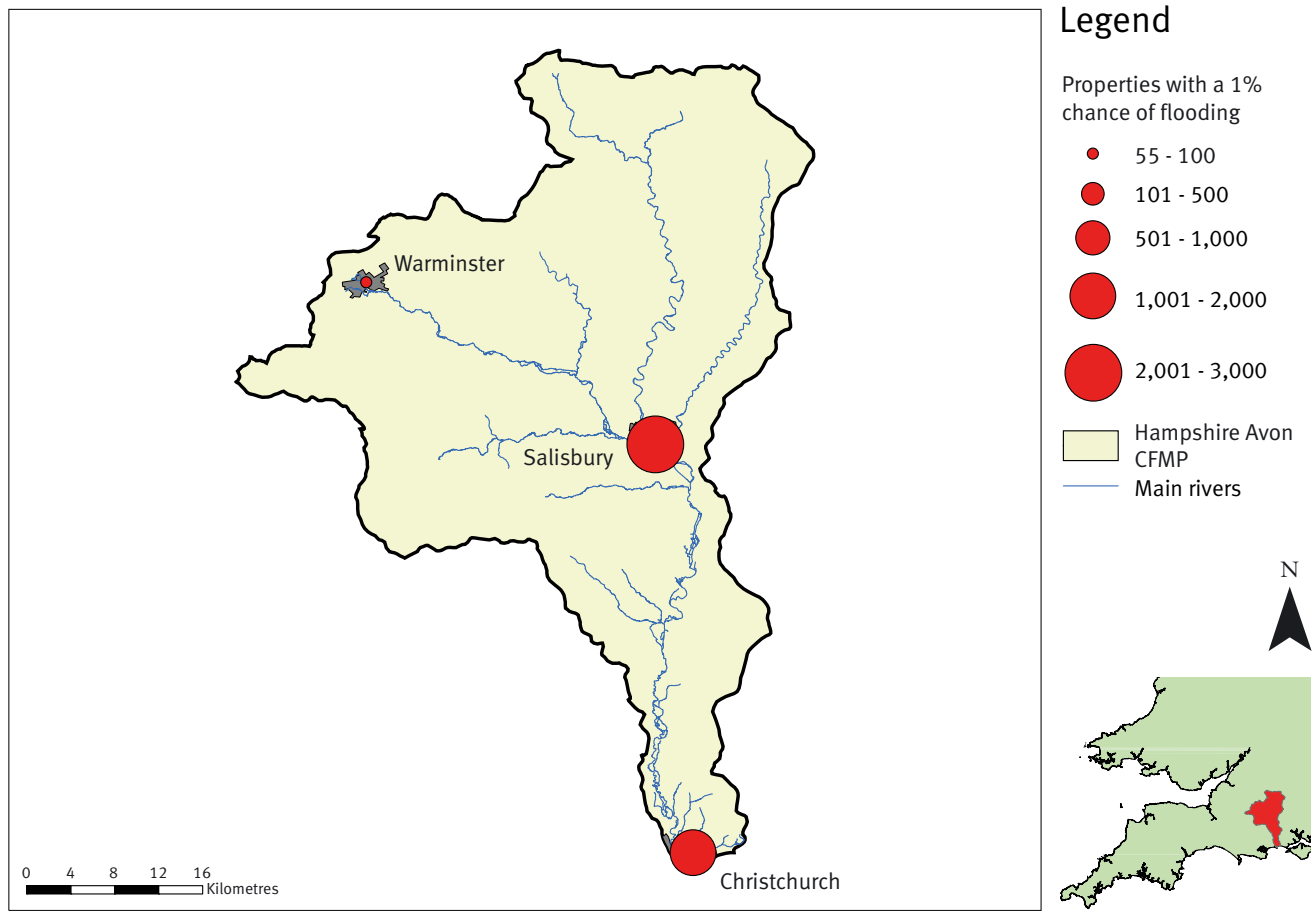 Legend
Properties with a 1%
chance of flooding
55 - 100
101 - 500
501 - 1,000
1,001 - 2,000
2,001 - 3,000
Hampshire Avon
CFMP
Main rivers
N
Warminster
Salisbury
Christchurch
0 4 8 12 16
Kilometres